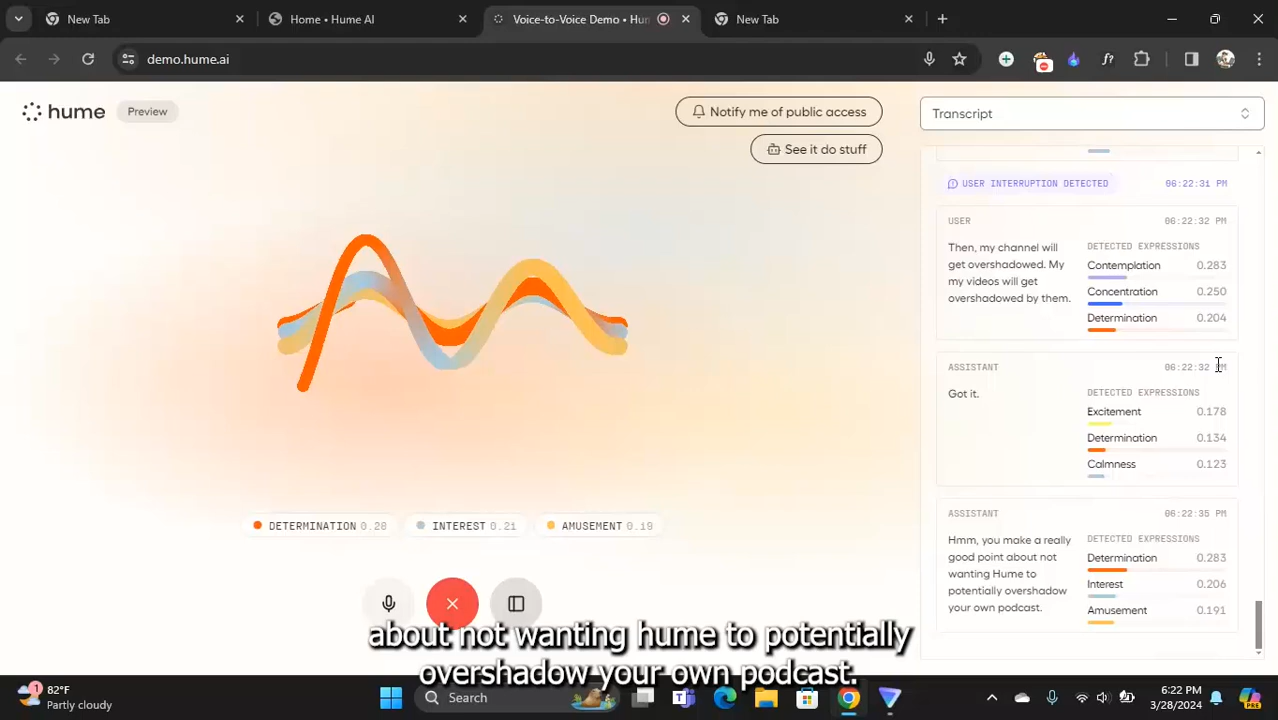 New Tab
Home • Hume AI
Voice-to-Voice Demo • Hum
New Tab
demo.hume.ai
f?
hume
Preview
Notify me of public access
See it do stuff
Transcript
USER INTERRUPTION DETECTED 06:22:31 PM
USER 06:22:32 PM
Then, my channel will
get overshadowed. My
my videos will get
overshadowed by them.
DETECTED EXPRESSIONS
Contemplation 0.283
Concentration 0.250
Determination 0.204
ASSISTANT 06:22:32 PM
Got it.
DETECTED EXPRESSIONS
Excitement 0.178
Determination 0.134
Calmness 0.123
ASSISTANT 06:22:35 PM
Hmm, you make a really
good point about not
wanting Hume to
potentially overshadow
your own podcast.
DETECTED EXPRESSIONS
Determination 0.283
Interest 0.206
Amusement 0.191
DETERMINATION 0.28
INTEREST 0.21
AMUSEMENT 0.19
about not wanting hume to potentially
overshadow your own podcast.
1
82°F
Partly cloudy
Search
6:22 PM
3/28/2024
PRE